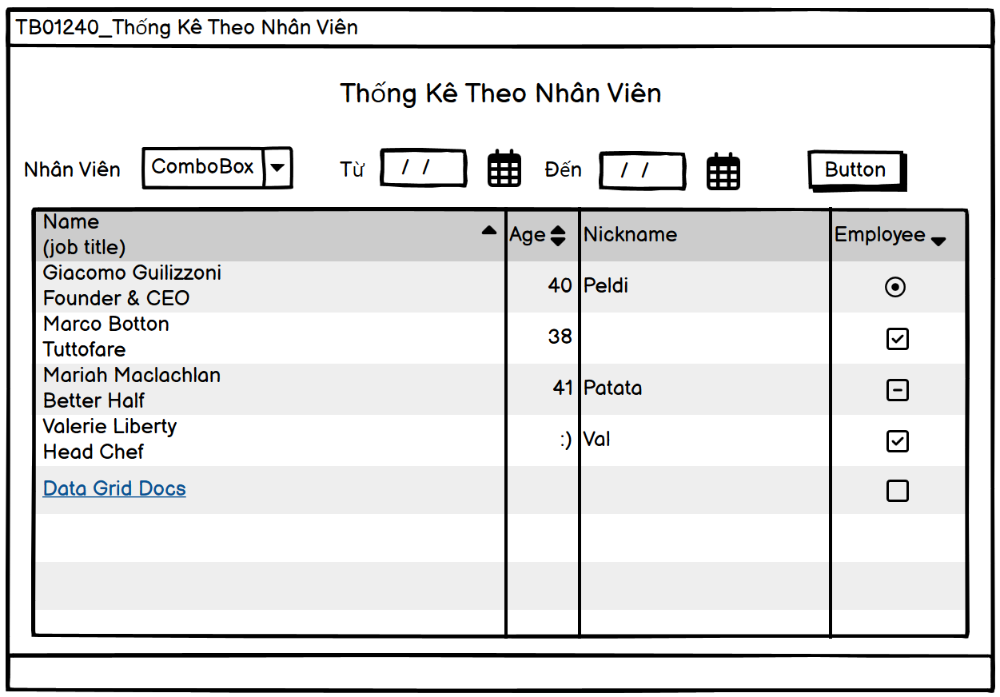 TB01240_Thống Kê Theo Nhân Viên
Thống Kê Theo Nhân Viên
Nhân Viên ComboBox Từ / / Đến / / Button
Name
(job title) Age Nickname Employee
Giacomo Guilizzoni
Founder & CEO 40 Peldi
Marco Botton
Tuttofare 38
Mariah Maclachlan
Better Half 41 Patata
Valerie Liberty
Head Chef :) Val
Data Grid Docs